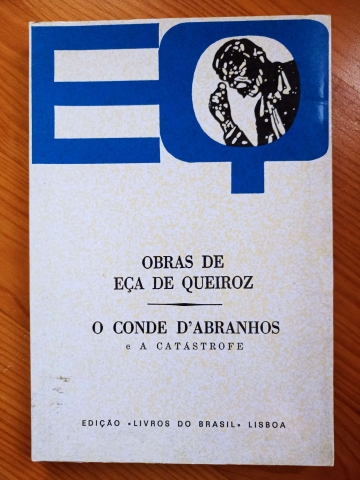 EQ
OBRAS DE
EÇA DE QUEIROZ
O CONDE D'ABRANHOS
e A CATÁSTROFE
EDIÇÃO «LIVROS DO BRASIL» LISBOA